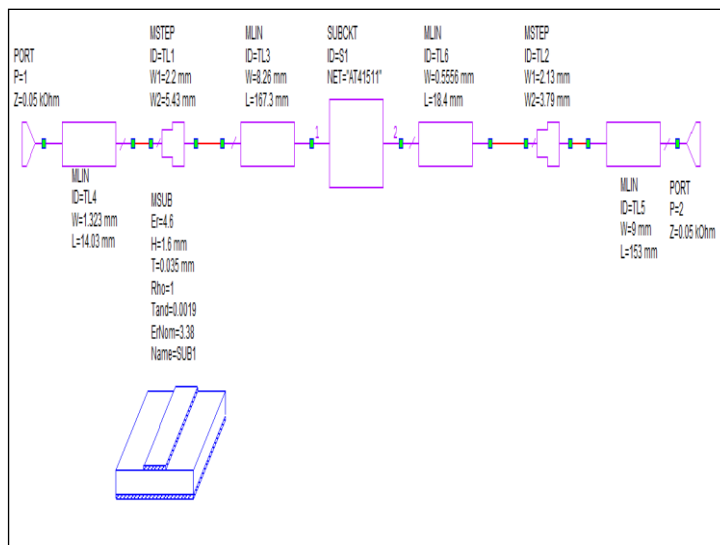 PORT
P=1
Z=0.05 kOhm
MSTEP
ID=TL1
W1=2.2 mm
W2=5.43 mm
MLIN
ID=TL3
W=8.26 mm
L=167.3 mm
SUBCKT
ID=S1
NET="AT41511"
MLIN
ID=TL6
W=0.5556 mm
L=18.4 mm
MSTEP
ID=TL2
W1=2.13 mm
W2=3.79 mm
1
2
MLIN
ID=TL4
W=1.323 mm
L=14.03 mm
MSUB
Er=4.6
H=1.6 mm
T=0.035 mm
Rho=1
Tand=0.0019
ErNom=3.38
Name=SUB1
MLIN
ID=TL5
W=9 mm
L=153 mm
PORT
P=2
Z=0.05 kOhm